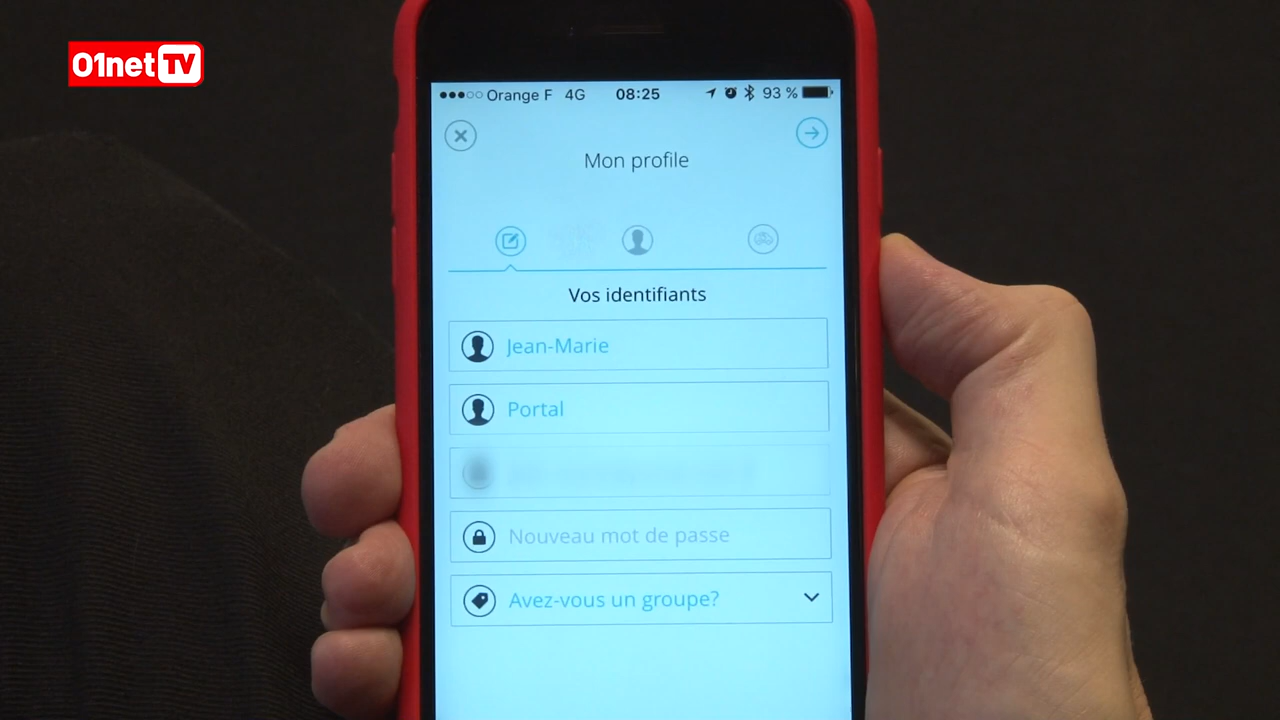 01net TV
Orange F 4G 08:25 93 %
Mon profile
Vos identifiants
Jean-Marie
Portal
Nouveau mot de passe
Avez-vous un groupe?